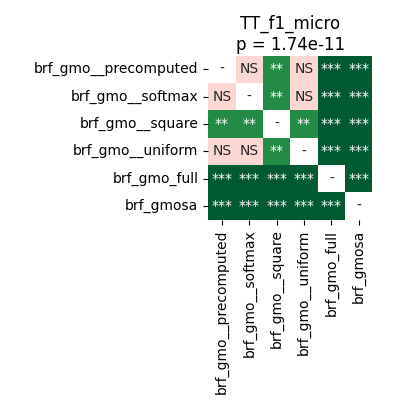 TT_f1_micro
p = 1.74e-11
brf_gmo__precomputed - NS ** NS *** ***
brf_gmo__softmax NS - ** NS *** ***
brf_gmo__square ** ** - ** *** ***
brf_gmo__uniform NS NS ** - *** ***
brf_gmo_full *** *** *** *** - ***
brf_gmosa *** *** *** *** *** -
brf_gmo__precomputed
brf_gmo__softmax
brf_gmo__square
brf_gmo__uniform
brf_gmo_full
brf_gmosa